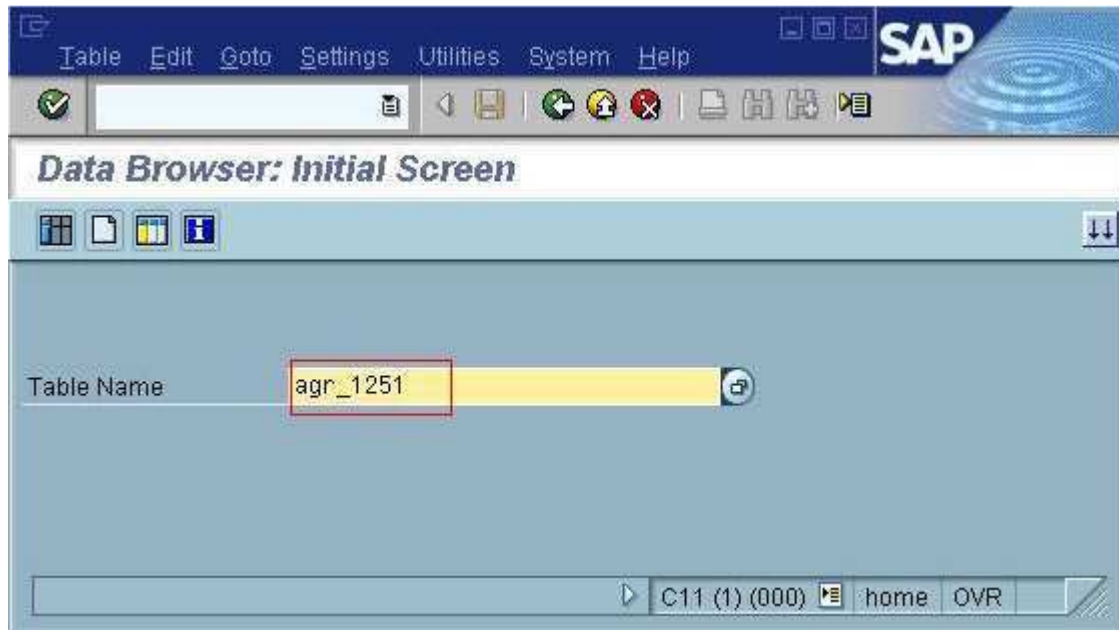 Table Edit Goto Settings Utilities System Help
SAP
Data Browser: Initial Screen
Table Name agr_1251
C11 (1) (000) home OVR